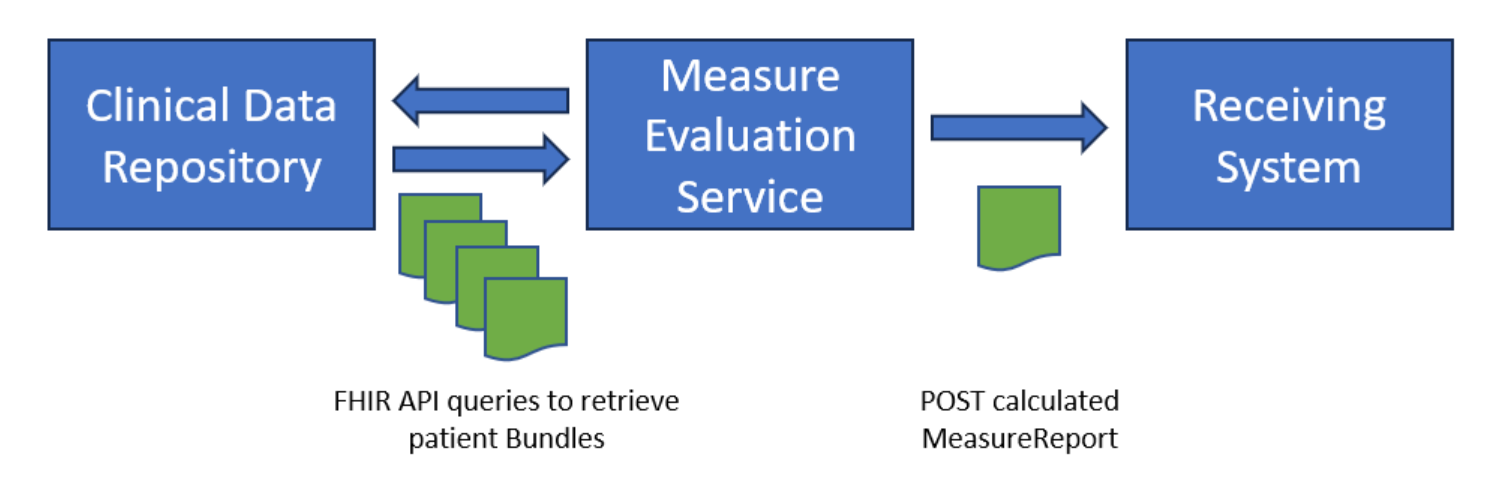 Clinical Data
Repository
Measure
Evaluation
Service
Receiving
System
FHIR API queries to retrieve
patient Bundles
POST calculated
MeasureReport